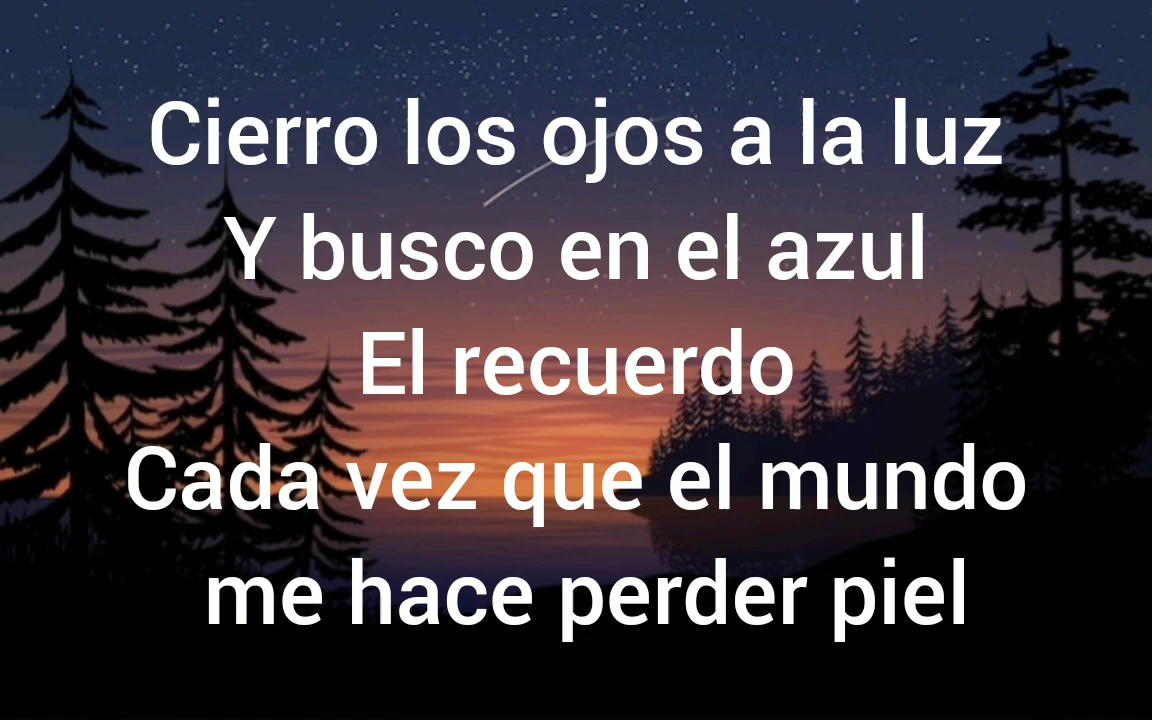 Cierro los ojos a la luz
Y busco en el azul
El recuerdo
Cada vez que el mundo
me hace perder piel